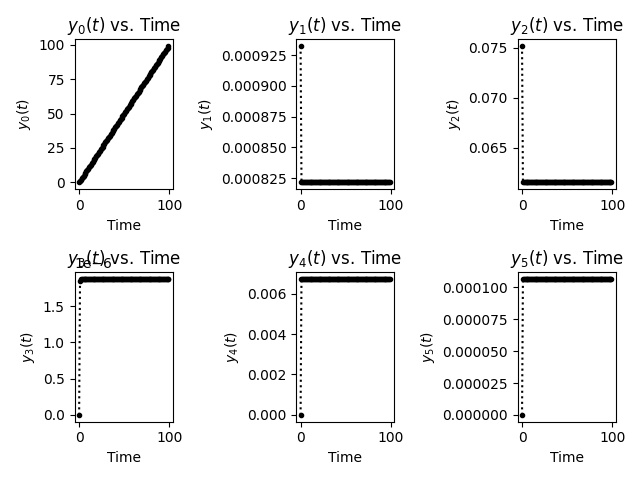 y₀(t) vs. Time
y₁(t) vs. Time
y₂(t) vs. Time
100
75
50
25
0
y₀(t)
0 100
Time
0.000925
0.000900
0.000875
0.000850
0.000825
y₁(t)
0 100
Time
0.075
0.070
0.065
y₂(t)
0 100
Time
y₃(t) vs. Time
1e−6
y₄(t) vs. Time
y₅(t) vs. Time
1.5
1.0
0.5
0.0
y₃(t)
0 100
Time
0.006
0.004
0.002
0.000
y₄(t)
0 100
Time
0.000100
0.000075
0.000050
0.000025
0.000000
y₅(t)
0 100
Time